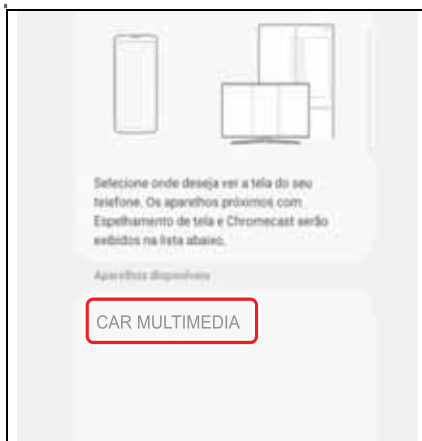 Selecione onde deseja ver a tela do seu
telefone. Os aparelhos próximos com
Espelhamento de tela e Chromecast serão
exibidos na lista abaixo.
Aparelhos disponíveis
CAR MULTIMEDIA